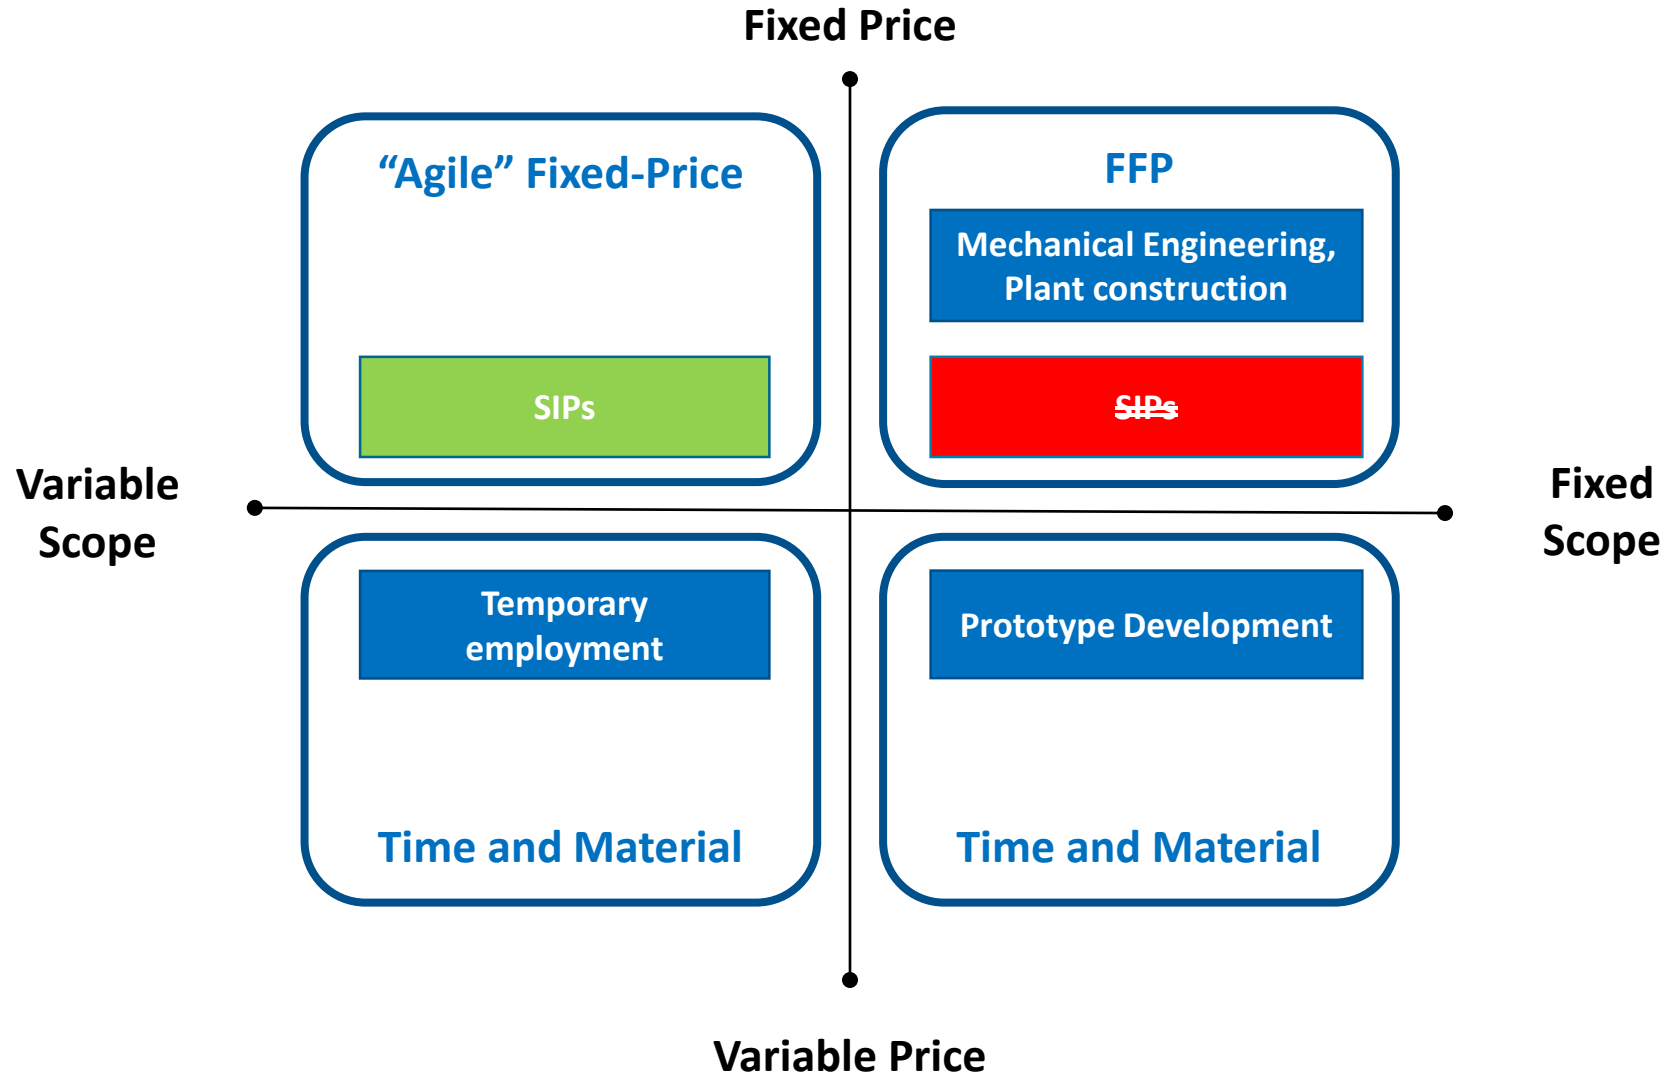 Fixed Price
“Agile” Fixed-Price
FFP
Mechanical Engineering,
Plant construction
SIPs
SIPs
Variable
Scope
Fixed
Scope
Temporary
employment
Prototype Development
Time and Material
Time and Material
Variable Price